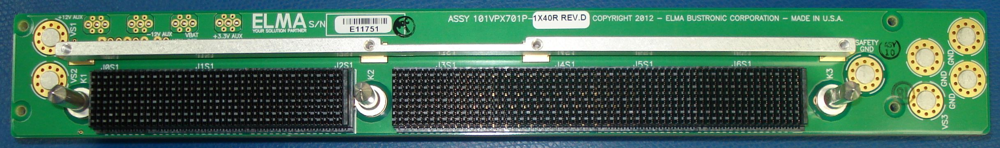 +12V AUX
VS1
-12V AUX
VBAT
+3.3V AUX
ELMA
YOUR SOLUTION PARTNER
S/N
E11751
ASSY 101VPX701P-1X40R REV.D COPYRIGHT 2012 - ELMA BUSTRONIC CORPORATION - MADE IN U.S.A.
SAFETY
GND
ASV
10
GND
GND
GND
VS2
K1
J0S1
J1S1
J2S1
K2
J3S1
J4S1
J5S1
J6S1
K3
VS3